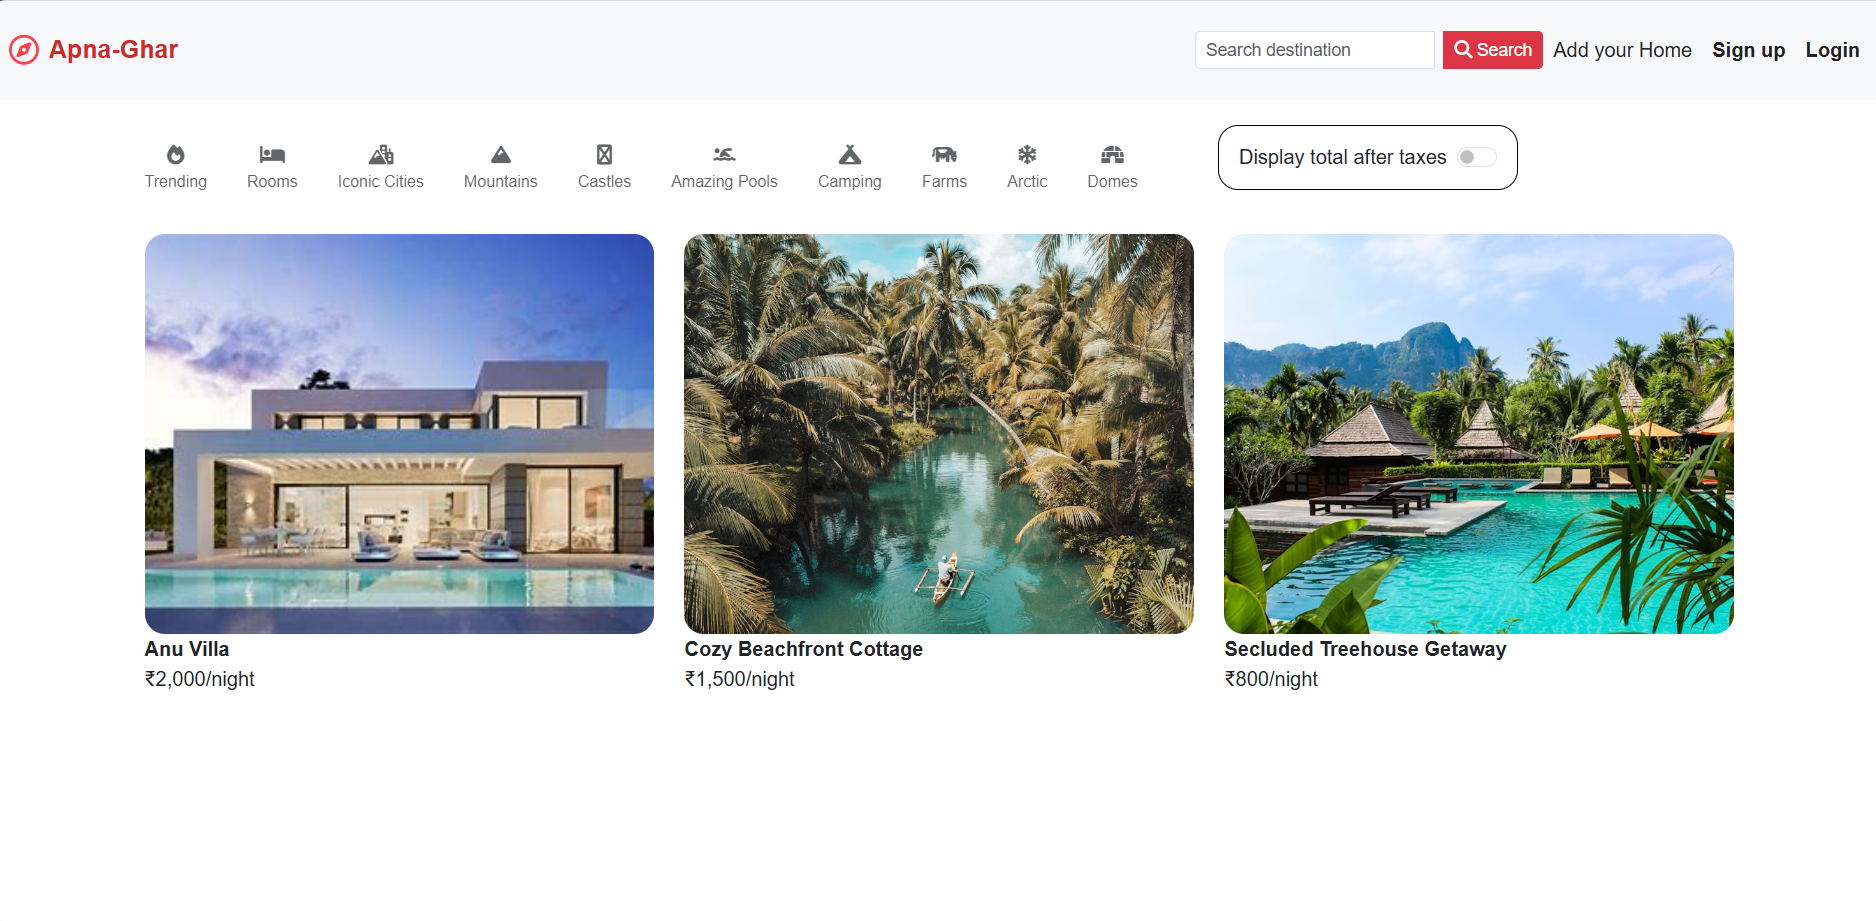 Apna-Ghar
Search destination
Search
Add your Home
Sign up
Login
Trending
Rooms
Iconic Cities
Mountains
Castles
Amazing Pools
Camping
Farms
Arctic
Domes
Display total after taxes
Anu Villa
₹2,000/night
Cozy Beachfront Cottage
₹1,500/night
Secluded Treehouse Getaway
₹800/night